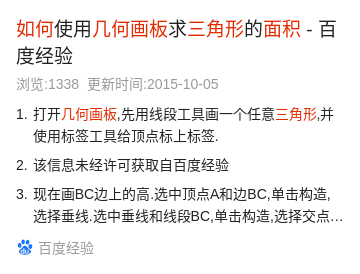 如何使用几何画板求三角形的面积 - 百
度经验
浏览:1338 更新时间:2015-10-05
1. 打开几何画板,先用线段工具画一个任意三角形,并
使用标签工具给顶点标上标签.
2. 该信息未经许可获取自百度经验
3. 现在画BC边上的高.选中顶点A和边BC,单击构造,
选择垂线.选中垂线和线段BC,单击构造,选择交点…
百度经验